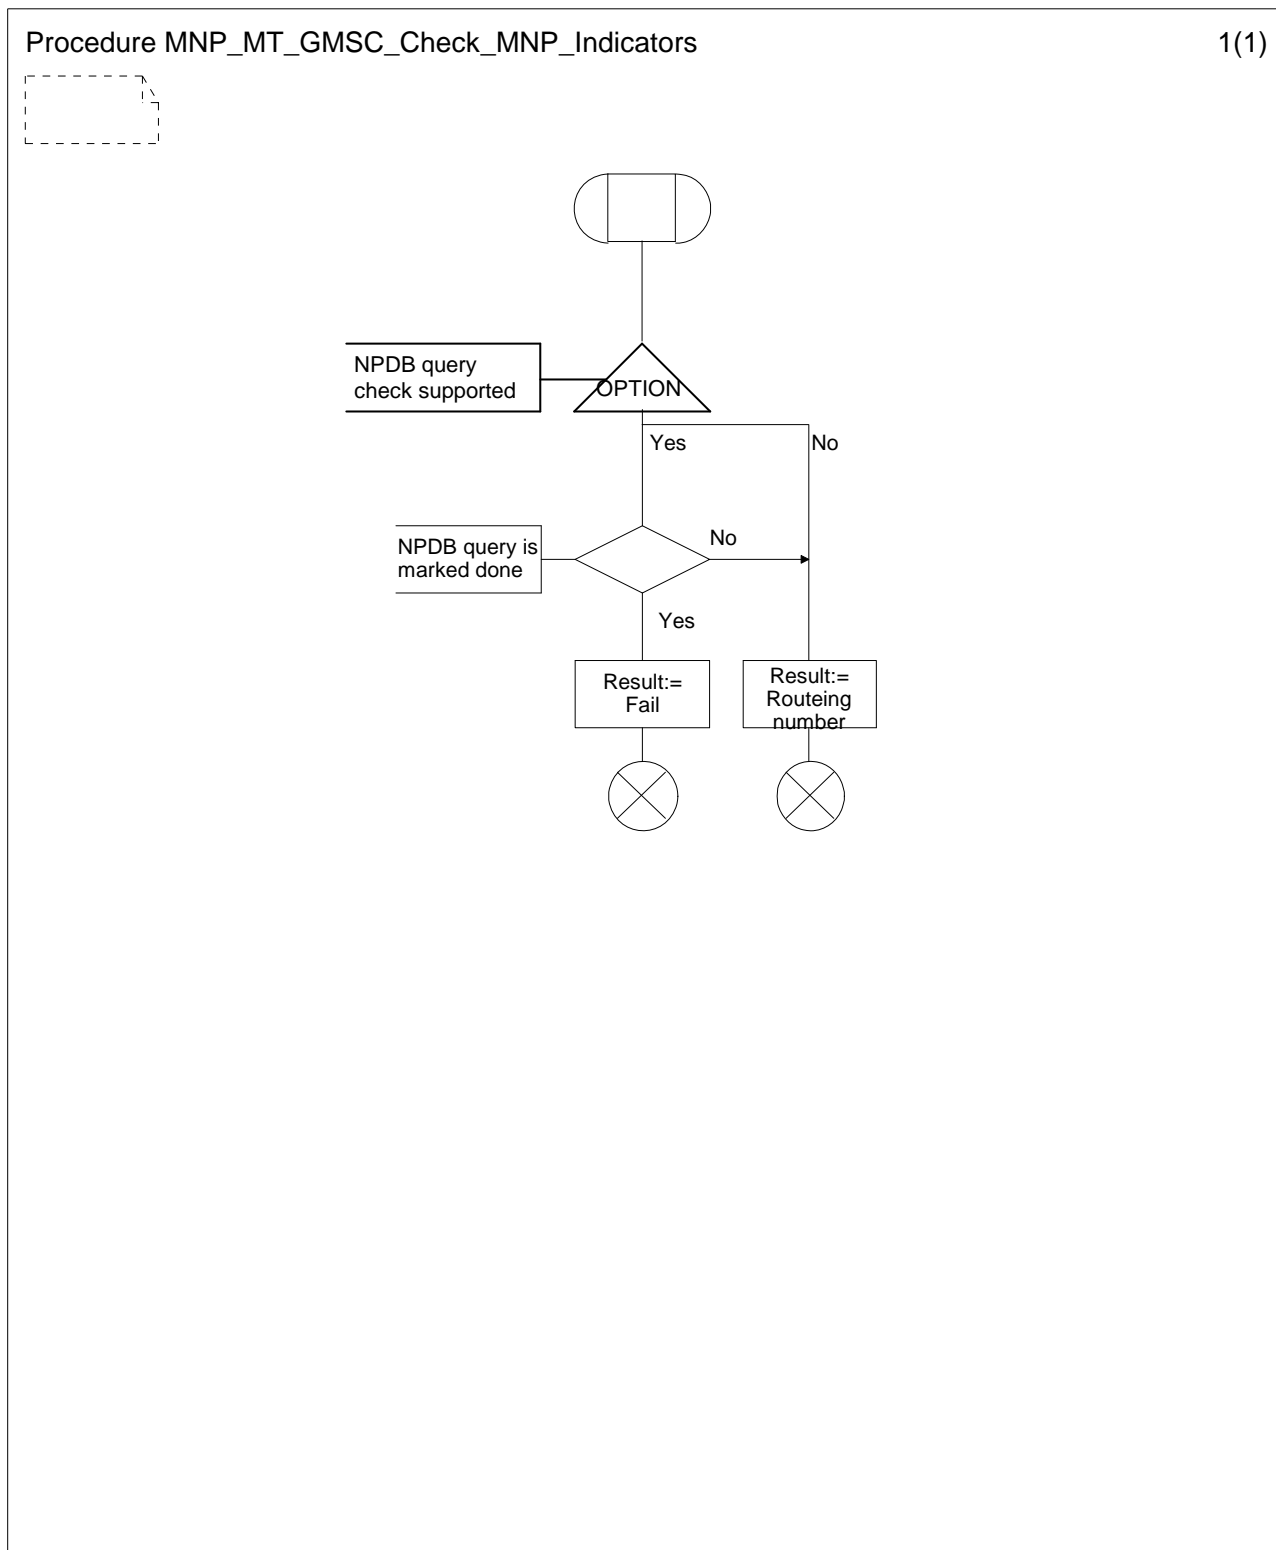 Procedure MNP_MT_GMSC_Check_MNP_Indicators
1(1)
NPDB query
check supported
OPTION
Yes
No
NPDB query is
marked done
No
Yes
Result:=
Fail
Result:=
Routeing
number